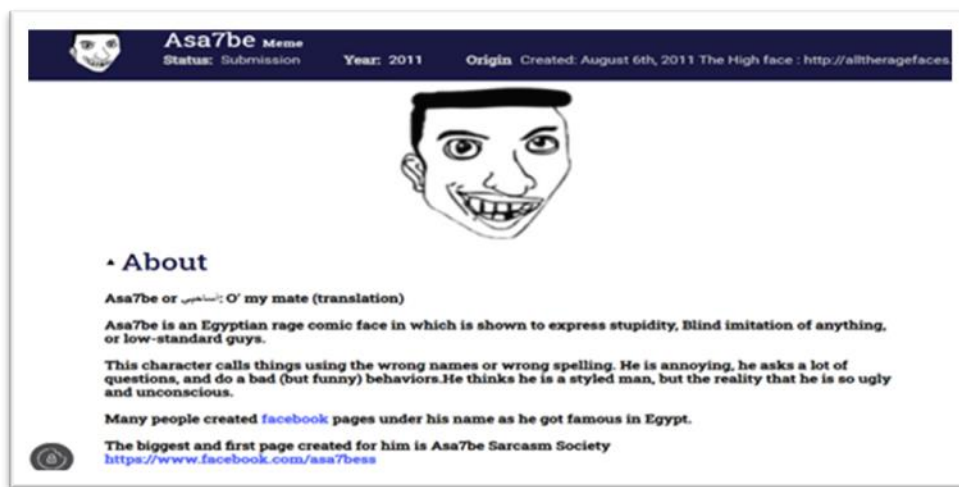 Asa7be Meme
Status: Submission Year: 2011 Origin Created: August 6th, 2011 The High face : http://alltheragefaces.
About
Asa7be or أساحبي: O' my mate (translation)
Asa7be is an Egyptian rage comic face in which is shown to express stupidity, Blind imitation of anything,
or low-standard guys.
This character calls things using the wrong names or wrong spelling. He is annoying, he asks a lot of
questions, and do a bad (but funny) behaviors.He thinks he is a styled man, but the reality that he is so ugly
and unconscious.
Many people created facebook pages under his name as he got famous in Egypt.
The biggest and first page created for him is Asa7be Sarcasm Society
https://www.facebook.com/asa7bess